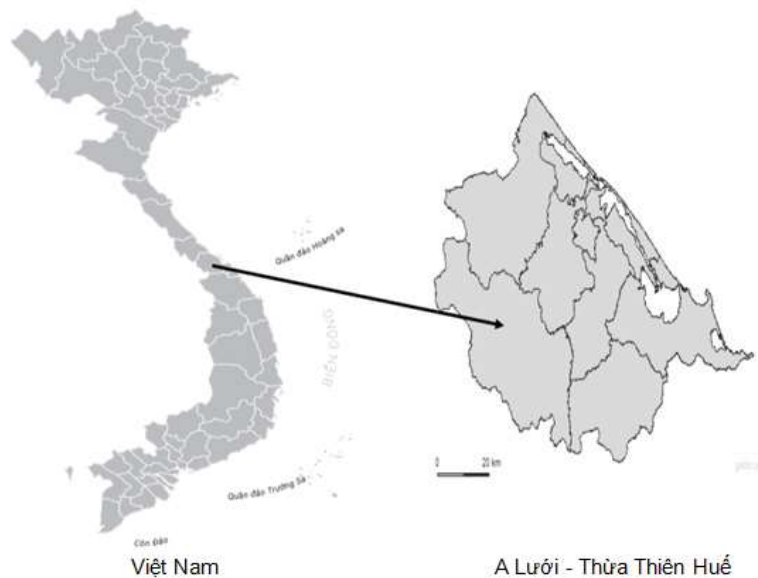 Quần đảo Hoàng Sa
BIỂN ĐÔNG
0 20 km
Quần đảo Trường Sa
Côn Đảo
Việt Nam
A Lưới - Thừa Thiên Huế